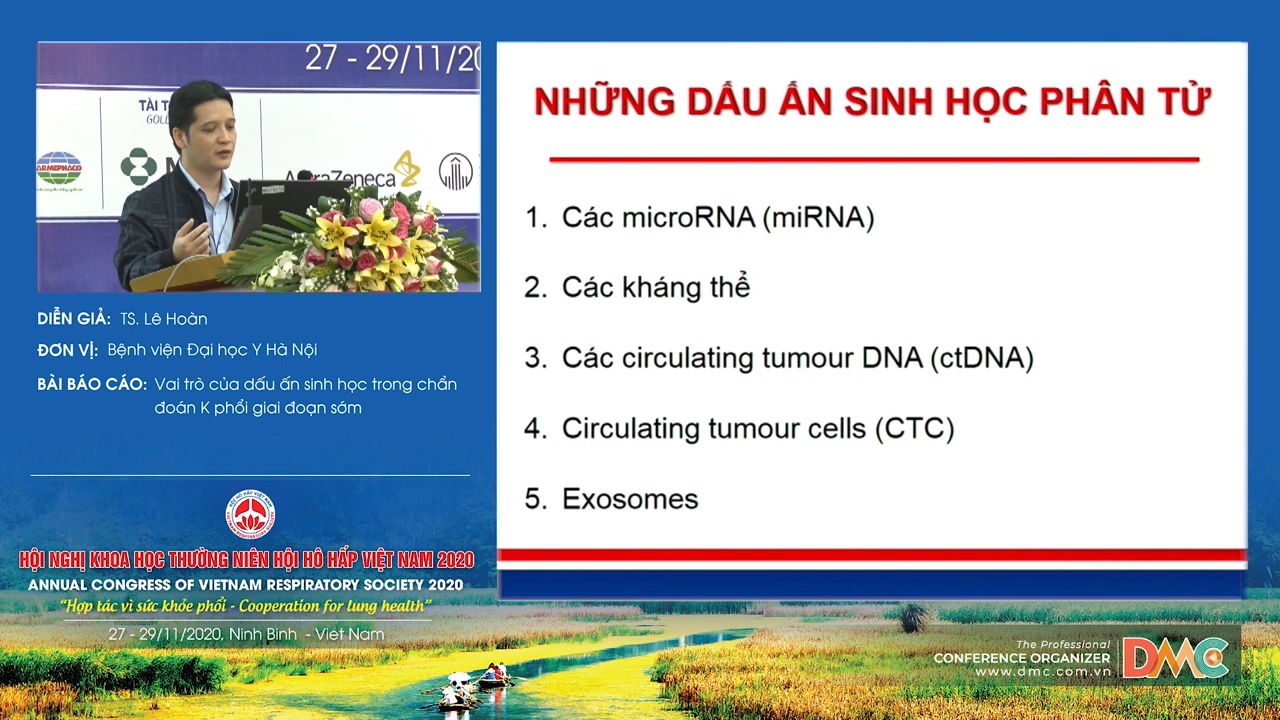 27 - 29/11/20
TÀI T
GOL
ARMEPHACO
AstraZeneca
DIỄN GIẢ: TS. Lê Hoàn
ĐƠN VỊ: Bệnh viện Đại học Y Hà Nội
BÀI BÁO CÁO: Vai trò của dấu ấn sinh học trong chẩn
đoán K phổi giai đoạn sớm
HỘI NGHỊ KHOA HỌC THƯỜNG NIÊN HỘI HÔ HẤP VIỆT NAM 2020
ANNUAL CONGRESS OF VIETNAM RESPIRATORY SOCIETY 2020
“Hợp tác vì sức khỏe phổi - Cooperation for lung health”
27 - 29/11/2020, Ninh Binh - Viet Nam
NHỮNG DẤU ẤN SINH HỌC PHÂN TỬ
1. Các microRNA (miRNA)
2. Các kháng thể
3. Các circulating tumour DNA (ctDNA)
4. Circulating tumour cells (CTC)
5. Exosomes
The Professional
CONFERENCE ORGANIZER
www.dmc.com.vn
DMC